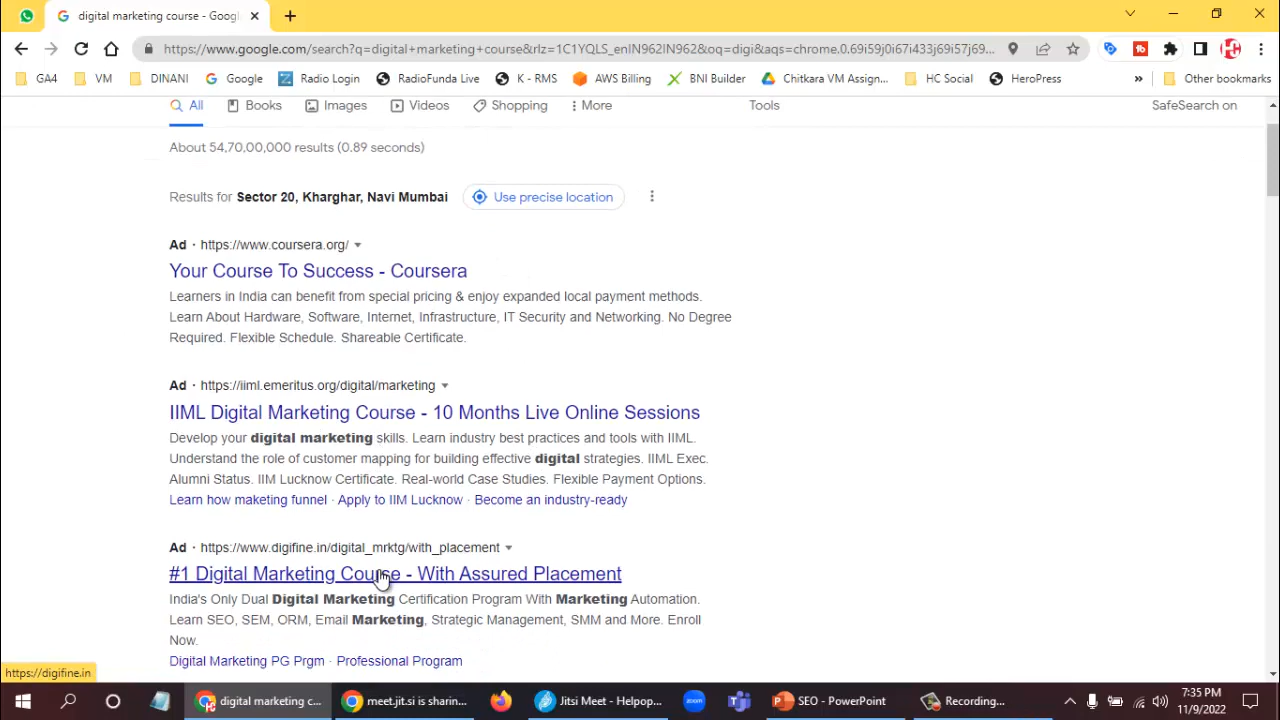 digital marketing course - Googl
https://www.google.com/search?q=digital+marketing+course&rlz=1C1YQLS_enIN962IN962&oq=digi&aqs=chrome.0.69i59j0i67i433j69i57j69...
GA4 VM DINANI Google Radio Login RadioFunda Live K - RMS AWS Billing BNI Builder Chitkara VM Assign... HC Social HeroPress » Other bookmarks
All Books Images Videos Shopping More Tools SafeSearch on
About 54,70,00,000 results (0.89 seconds)
Results for Sector 20, Kharghar, Navi Mumbai Use precise location
Ad · https://www.coursera.org/
Your Course To Success - Coursera
Learners in India can benefit from special pricing & enjoy expanded local payment methods.
Learn About Hardware, Software, Internet, Infrastructure, IT Security and Networking. No Degree
Required. Flexible Schedule. Shareable Certificate.
Ad · https://iiml.emeritus.org/digital/marketing
IIML Digital Marketing Course - 10 Months Live Online Sessions
Develop your digital marketing skills. Learn industry best practices and tools with IIML.
Understand the role of customer mapping for building effective digital strategies. IIML Exec.
Alumni Status. IIM Lucknow Certificate. Real-world Case Studies. Flexible Payment Options.
Learn how maketing funnel · Apply to IIM Lucknow · Become an industry-ready
Ad · https://www.digifine.in/digital_mrktg/with_placement
#1 Digital Marketing Course - With Assured Placement
India's Only Dual Digital Marketing Certification Program With Marketing Automation.
Learn SEO, SEM, ORM, Email Marketing, Strategic Management, SMM and More. Enroll
Now.
Digital Marketing PG Prgm · Professional Program
https://digifine.in
digital marketing c... meet.jit.si is sharin... Jitsi Meet - Helpop... zoom SEO - PowerPoint Recording... 7:35 PM
11/9/2022